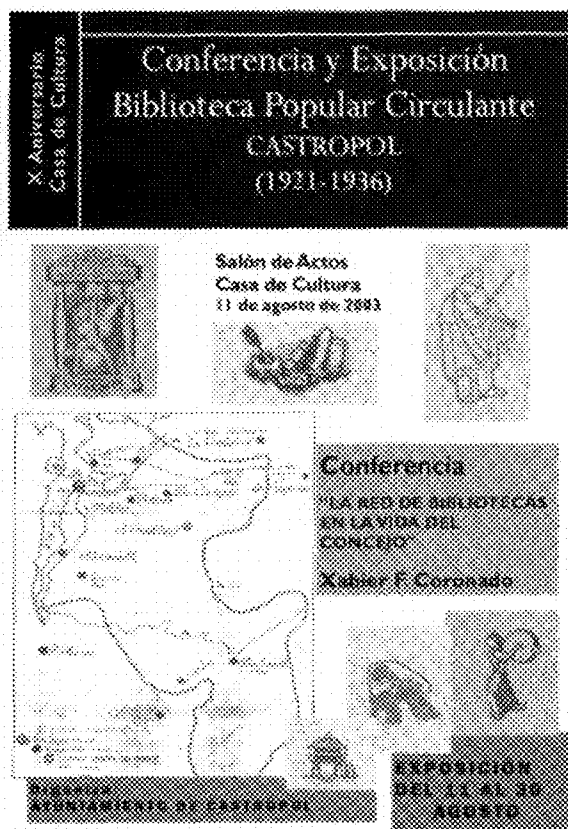 X Aniversario
Casa de Cultura
Conferencia y Exposición
Biblioteca Popular Circulante
CASTROPOL
(1921-1936)
Salón de Actos
Casa de Cultura
11 de agosto de 2003
Conferencia
"LA RED DE BIBLIOTECAS
EN LA VIDA DEL
CONCEJO"
Xabier F. Coronado
Organiza
AYUNTAMIENTO DE CASTROPOL
EXPOSICION
DEL 11 AL 30
AGOSTO